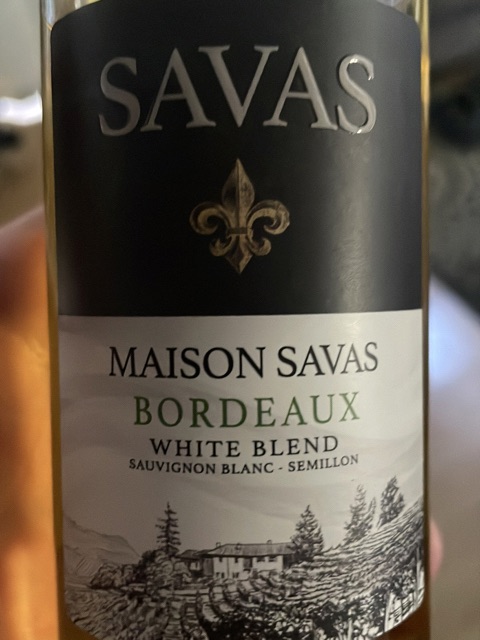 SAVAS
MAISON SAVAS
BORDEAUX
WHITE BLEND
SAUVIGNON BLANC - SEMILLON